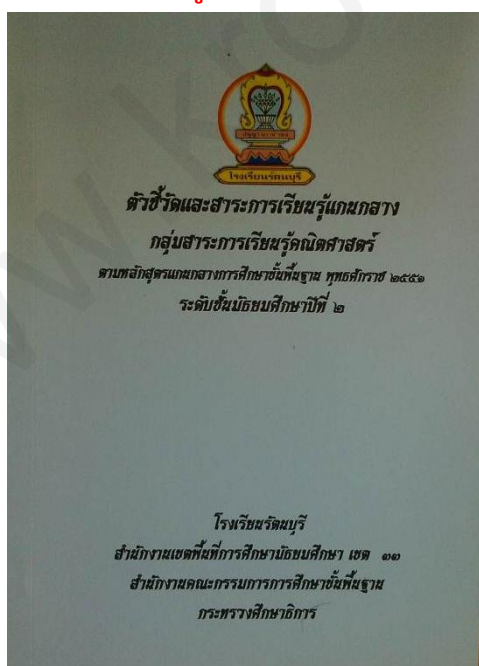 โรงเรียนรัตนบุรี
ตัวชี้วัดและสาระการเรียนรู้แกนกลาง
กลุ่มสาระการเรียนรู้คณิตศาสตร์
ตามหลักสูตรแกนกลางการศึกษาขั้นพื้นฐาน พุทธศักราช ๒๕๕๑
ระดับชั้นมัธยมศึกษาปีที่ ๒
โรงเรียนรัตนบุรี
สำนักงานเขตพื้นที่การศึกษามัธยมศึกษา เขต ๓๓
สำนักงานคณะกรรมการการศึกษาขั้นพื้นฐาน
กระทรวงศึกษาธิการ